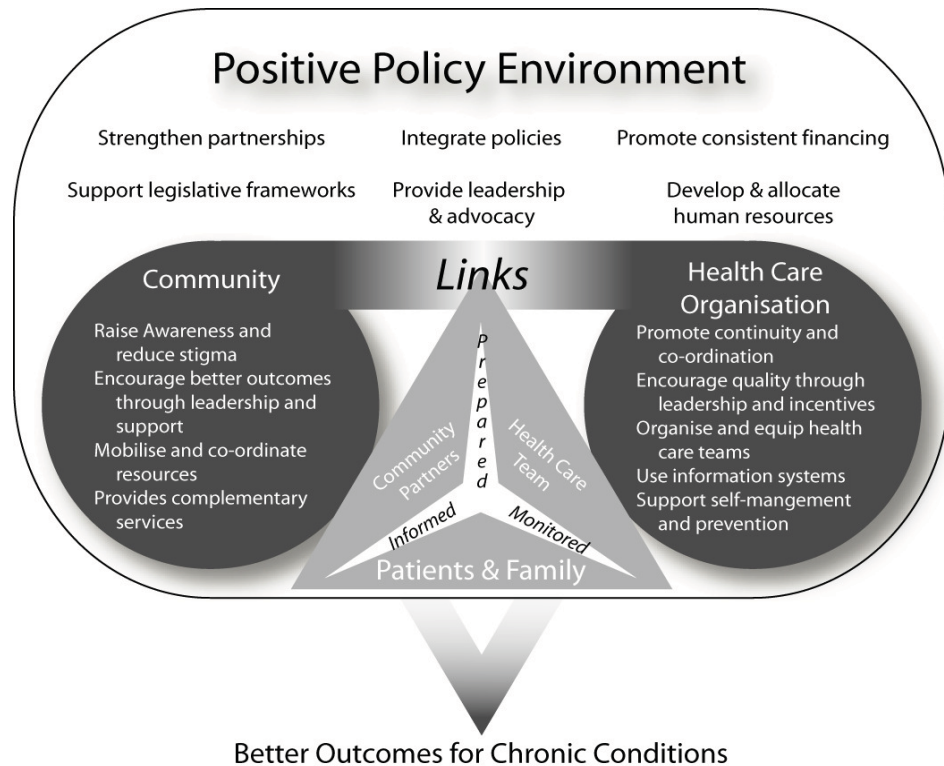 Positive Policy Environment
Strengthen partnerships
Integrate policies
Promote consistent financing
Support legislative frameworks
Provide leadership
& advocacy
Develop & allocate
human resources
Community
Raise Awareness and
reduce stigma
Encourage better outcomes
through leadership and
support
Mobilise and co-ordinate
resources
Provides complementary
services
Links
Prepared
Community
Partners
Health Care
Team
Informed
Monitored
Patients & Family
Health Care
Organisation
Promote continuity and
co-ordination
Encourage quality through
leadership and incentives
Organise and equip health
care teams
Use information systems
Support self-mangement
and prevention
Better Outcomes for Chronic Conditions